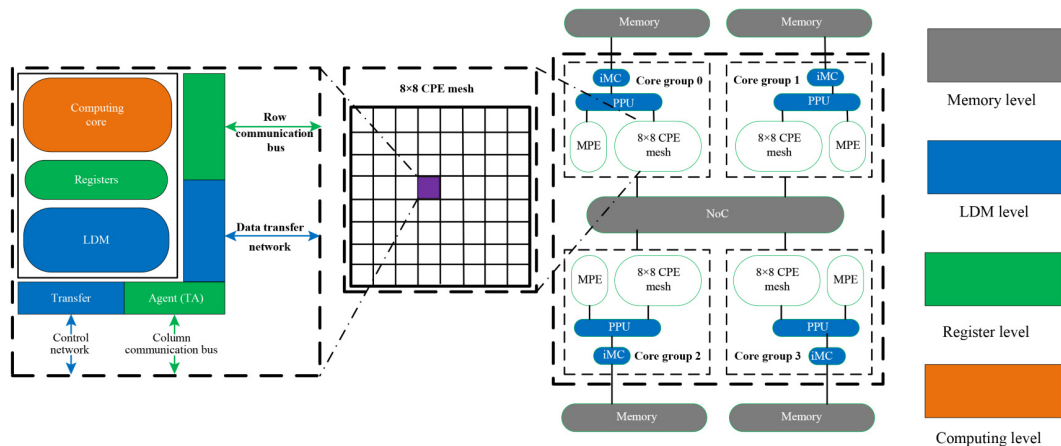 Computing
core
Registers
LDM
Transfer
Agent (TA)
Control
network
Column
communication bus
Row
communication
bus
Data transfer
network
8×8 CPE mesh
Memory
Memory
iMC
Core group 0
PPU
MPE
8×8 CPE
mesh
Core group 1
iMC
PPU
8×8 CPE
mesh
MPE
NoC
MPE
8×8 CPE
mesh
PPU
iMC
Core group 2
8×8 CPE
mesh
MPE
PPU
Core group 3
iMC
Memory
Memory
Memory level
LDM level
Register level
Computing level